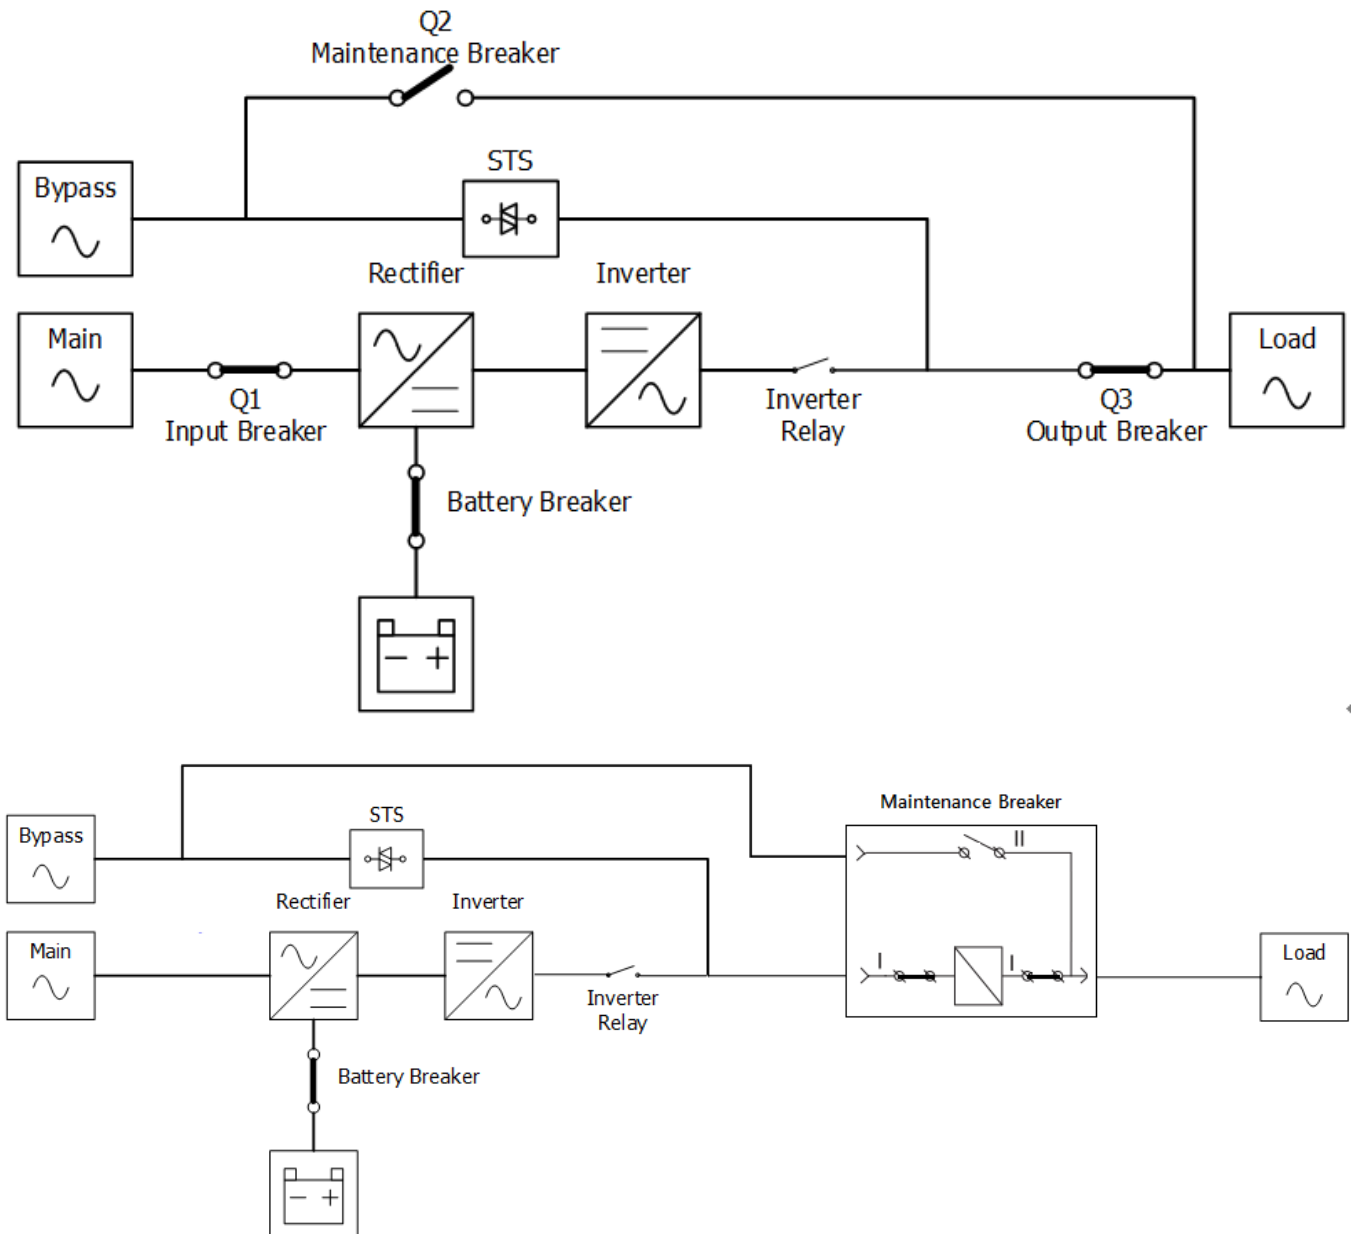 Q2
Maintenance Breaker
STS
Bypass
Rectifier
Inverter
Main
Load
Q1
Input Breaker
Inverter
Relay
Q3
Output Breaker
Battery Breaker
Maintenance Breaker
STS
Bypass
II
Rectifier
Inverter
Main
I
I
Load
Inverter
Relay
Battery Breaker